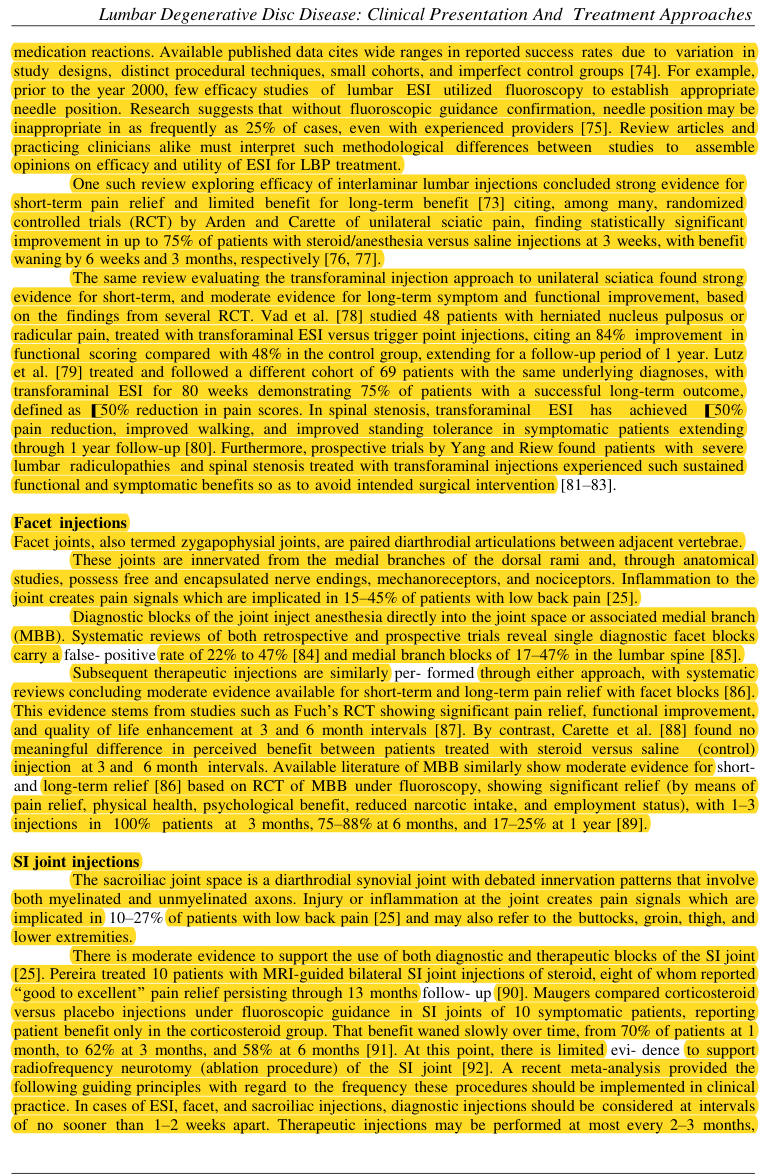 Lumbar Degenerative Disc Disease: Clinical Presentation And Treatment Approaches
medication reactions. Available published data cites wide ranges in reported success rates due to variation in
study designs, distinct procedural techniques, small cohorts, and imperfect control groups [74]. For example,
prior to the year 2000, few efficacy studies of lumbar ESI utilized fluoroscopy to establish appropriate
needle position. Research suggests that without fluoroscopic guidance confirmation, needle position may be
inappropriate in as frequently as 25% of cases, even with experienced providers [75]. Review articles and
practicing clinicians alike must interpret such methodological differences between studies to assemble
opinions on efficacy and utility of ESI for LBP treatment.
One such review exploring efficacy of interlaminar lumbar injections concluded strong evidence for
short-term pain relief and limited benefit for long-term benefit [73] citing, among many, randomized
controlled trials (RCT) by Arden and Carette of unilateral sciatic pain, finding statistically significant
improvement in up to 75% of patients with steroid/anesthesia versus saline injections at 3 weeks, with benefit
waning by 6 weeks and 3 months, respectively [76, 77].
The same review evaluating the transforaminal injection approach to unilateral sciatica found strong
evidence for short-term, and moderate evidence for long-term symptom and functional improvement, based
on the findings from several RCT. Vad et al. [78] studied 48 patients with herniated nucleus pulposus or
radicular pain, treated with transforaminal ESI versus trigger point injections, citing an 84% improvement in
functional scoring compared with 48% in the control group, extending for a follow-up period of 1 year. Lutz
et al. [79] treated and followed a different cohort of 69 patients with the same underlying diagnoses, with
transforaminal ESI for 80 weeks demonstrating 75% of patients with a successful long-term outcome,
defined as 50% reduction in pain scores. In spinal stenosis, transforaminal ESI has achieved 50%
pain reduction, improved walking, and improved standing tolerance in symptomatic patients extending
through 1 year follow-up [80]. Furthermore, prospective trials by Yang and Riew found patients with severe
lumbar radiculopathies and spinal stenosis treated with transforaminal injections experienced such sustained
functional and symptomatic benefits so as to avoid intended surgical intervention [81–83].
Facet injections
Facet joints, also termed zygapophysial joints, are paired diarthrodial articulations between adjacent vertebrae.
These joints are innervated from the medial branches of the dorsal rami and, through anatomical
studies, possess free and encapsulated nerve endings, mechanoreceptors, and nociceptors. Inflammation to the
joint creates pain signals which are implicated in 15–45% of patients with low back pain [25].
Diagnostic blocks of the joint inject anesthesia directly into the joint space or associated medial branch
(MBB). Systematic reviews of both retrospective and prospective trials reveal single diagnostic facet blocks
carry a false- positive rate of 22% to 47% [84] and medial branch blocks of 17–47% in the lumbar spine [85].
Subsequent therapeutic injections are similarly per- formed through either approach, with systematic
reviews concluding moderate evidence available for short-term and long-term pain relief with facet blocks [86].
This evidence stems from studies such as Fuch’s RCT showing significant pain relief, functional improvement,
and quality of life enhancement at 3 and 6 month intervals [87]. By contrast, Carette et al. [88] found no
meaningful difference in perceived benefit between patients treated with steroid versus saline (control)
injection at 3 and 6 month intervals. Available literature of MBB similarly show moderate evidence for short-
and long-term relief [86] based on RCT of MBB under fluoroscopy, showing significant relief (by means of
pain relief, physical health, psychological benefit, reduced narcotic intake, and employment status), with 1–3
injections in 100% patients at 3 months, 75–88% at 6 months, and 17–25% at 1 year [89].
SI joint injections
The sacroiliac joint space is a diarthrodial synovial joint with debated innervation patterns that involve
both myelinated and unmyelinated axons. Injury or inflammation at the joint creates pain signals which are
implicated in 10–27% of patients with low back pain [25] and may also refer to the buttocks, groin, thigh, and
lower extremities.
There is moderate evidence to support the use of both diagnostic and therapeutic blocks of the SI joint
[25]. Pereira treated 10 patients with MRI-guided bilateral SI joint injections of steroid, eight of whom reported
“good to excellent” pain relief persisting through 13 months follow- up [90]. Maugers compared corticosteroid
versus placebo injections under fluoroscopic guidance in SI joints of 10 symptomatic patients, reporting
patient benefit only in the corticosteroid group. That benefit waned slowly over time, from 70% of patients at 1
month, to 62% at 3 months, and 58% at 6 months [91]. At this point, there is limited evi- dence to support
radiofrequency neurotomy (ablation procedure) of the SI joint [92]. A recent meta-analysis provided the
following guiding principles with regard to the frequency these procedures should be implemented in clinical
practice. In cases of ESI, facet, and sacroiliac injections, diagnostic injections should be considered at intervals
of no sooner than 1–2 weeks apart. Therapeutic injections may be performed at most every 2–3 months,